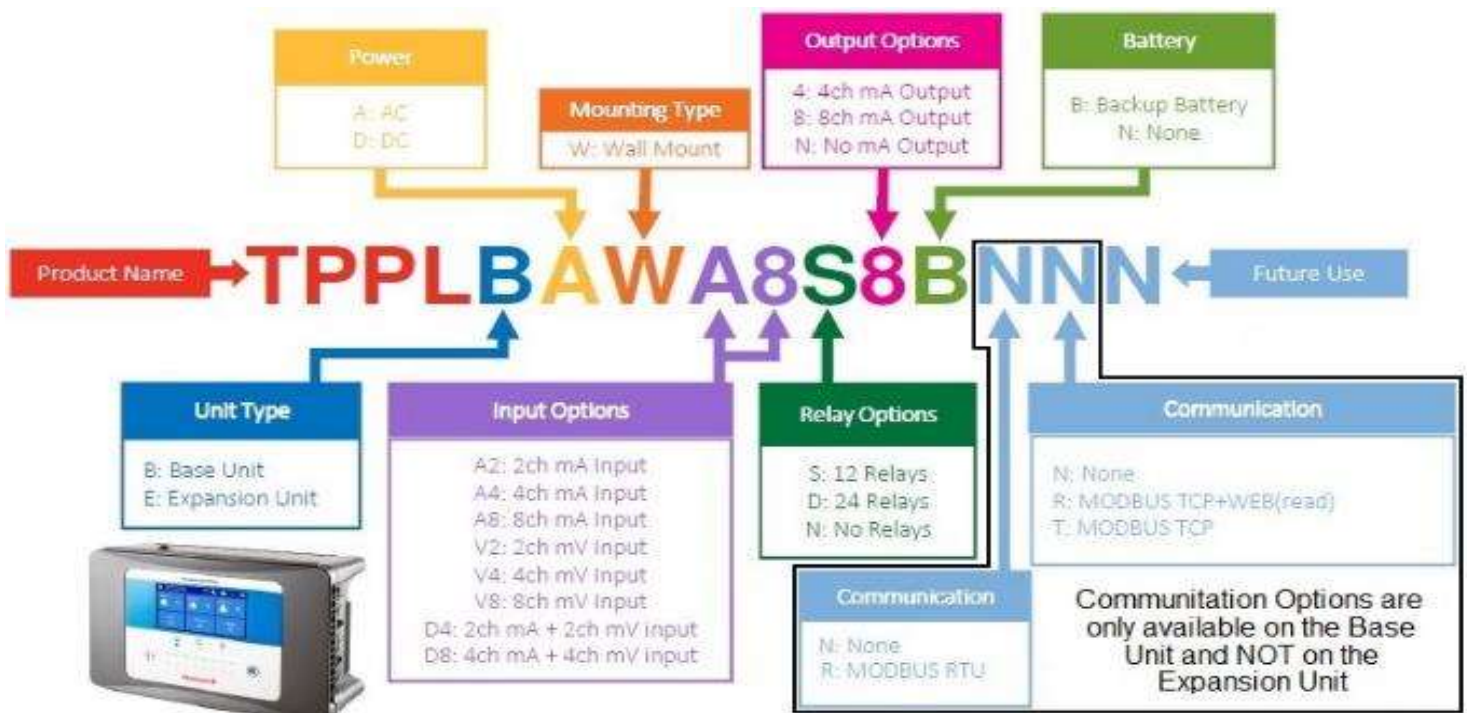 Power
A: AC
D: DC
Mounting Type
W: Wall Mount
Output Options
4: 4ch mA Output
8: 8ch mA Output
N: No mA Output
Battery
B: Backup Battery
N: None
Product Name
TPPLBAWA8S8BNNN
Future Use
Unit Type
B: Base Unit
E: Expansion Unit
Input Options
A2: 2ch mA Input
A4: 4ch mA Input
A8: 8ch mA Input
V2: 2ch mV Input
V4: 4ch mV Input
V8: 8ch mV Input
D4: 2ch mA + 2ch mV input
D8: 4ch mA + 4ch mV input
Relay Options
S: 12 Relays
D: 24 Relays
N: No Relays
Communication
N: None
R: MODBUS RTU
Communication
N: None
R: MODBUS TCP+WEB(read)
T: MODBUS TCP
Communitation Options are
only available on the Base
Unit and NOT on the
Expansion Unit